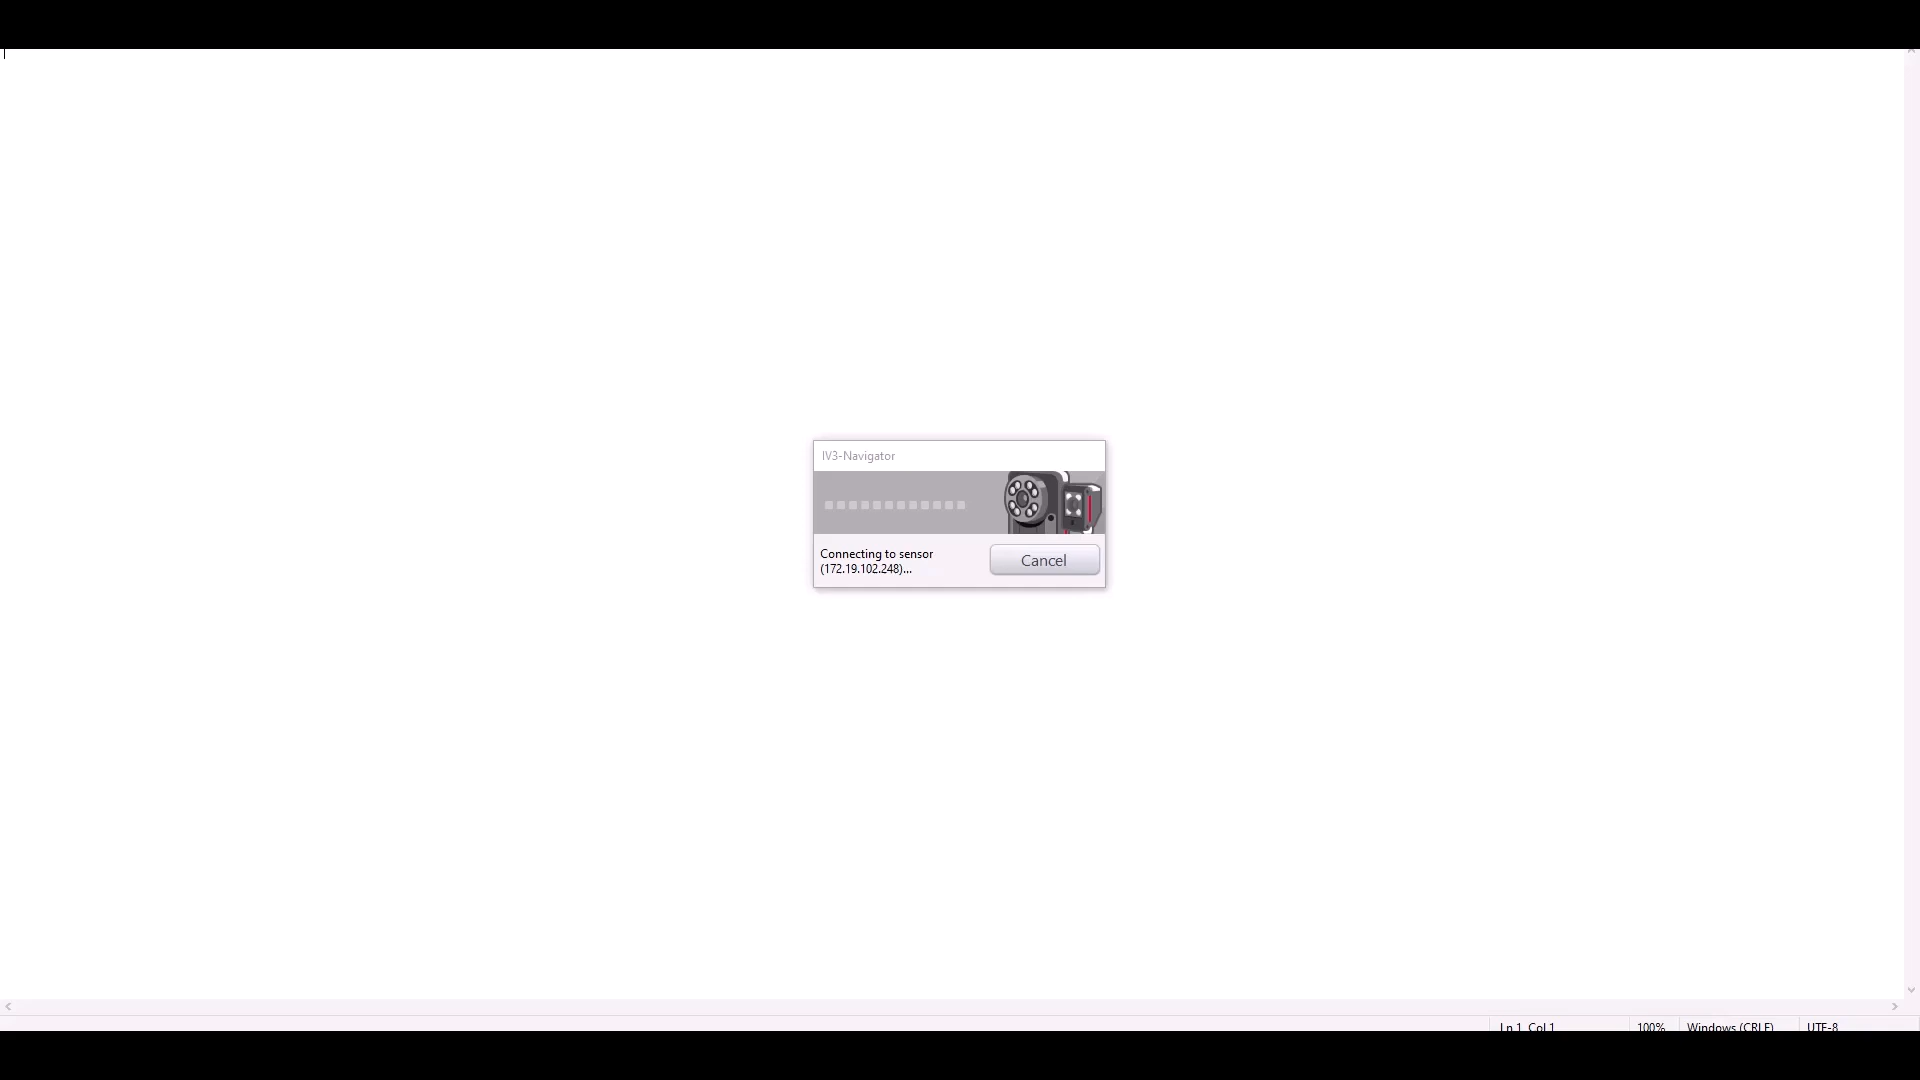 IV3-Navigator
Connecting to sensor
(172.19.102.248)...
Cancel
Ln 1, Col 1
100%
Windows (CRLF)
UTF-8